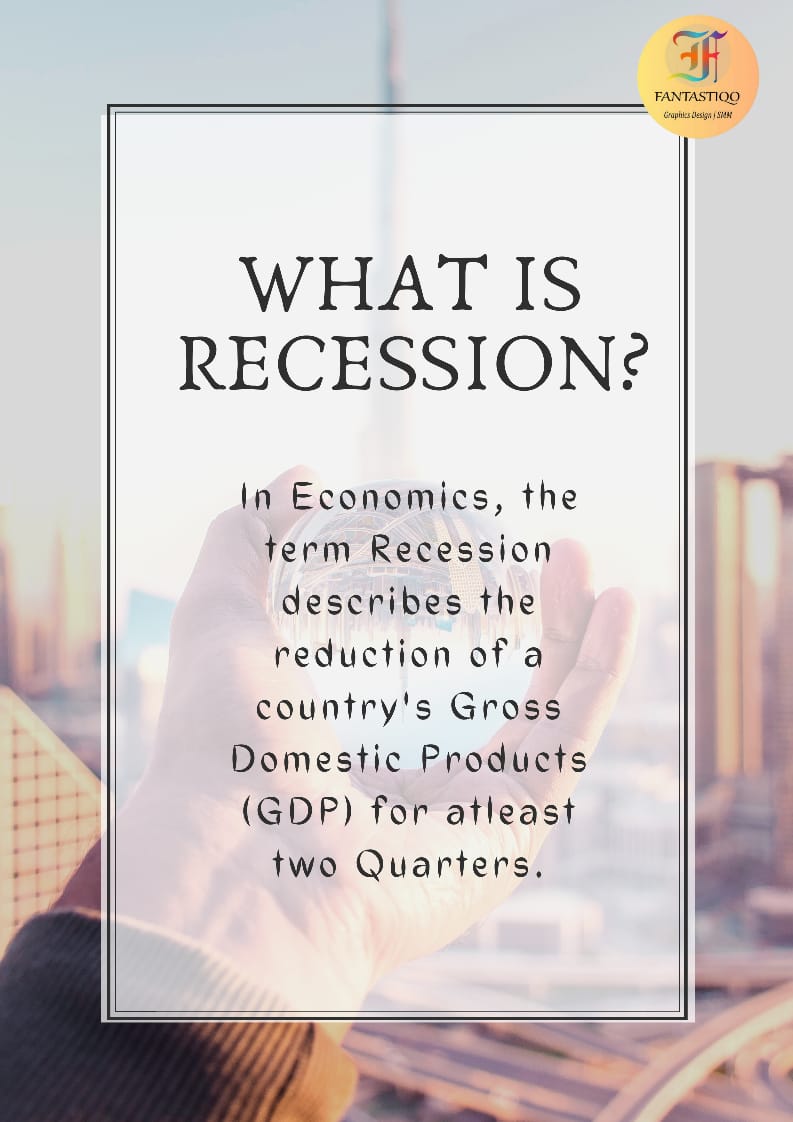 FANTASTIQO
Graphics Design | SMM
WHAT IS
RECESSION?
In Economics, the
term Recession
describes the
reduction of a
country's Gross
Domestic Products
(GDP) for atleast
two Quarters.